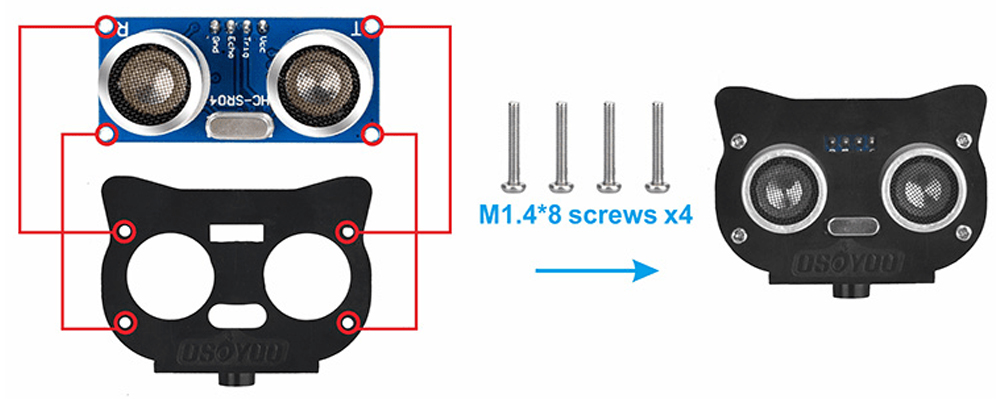 R
T
Gnd
Echo
Trig
Vcc
HC-SR04
M1.4*8 screws x4
OSOYOO
OSOYOO